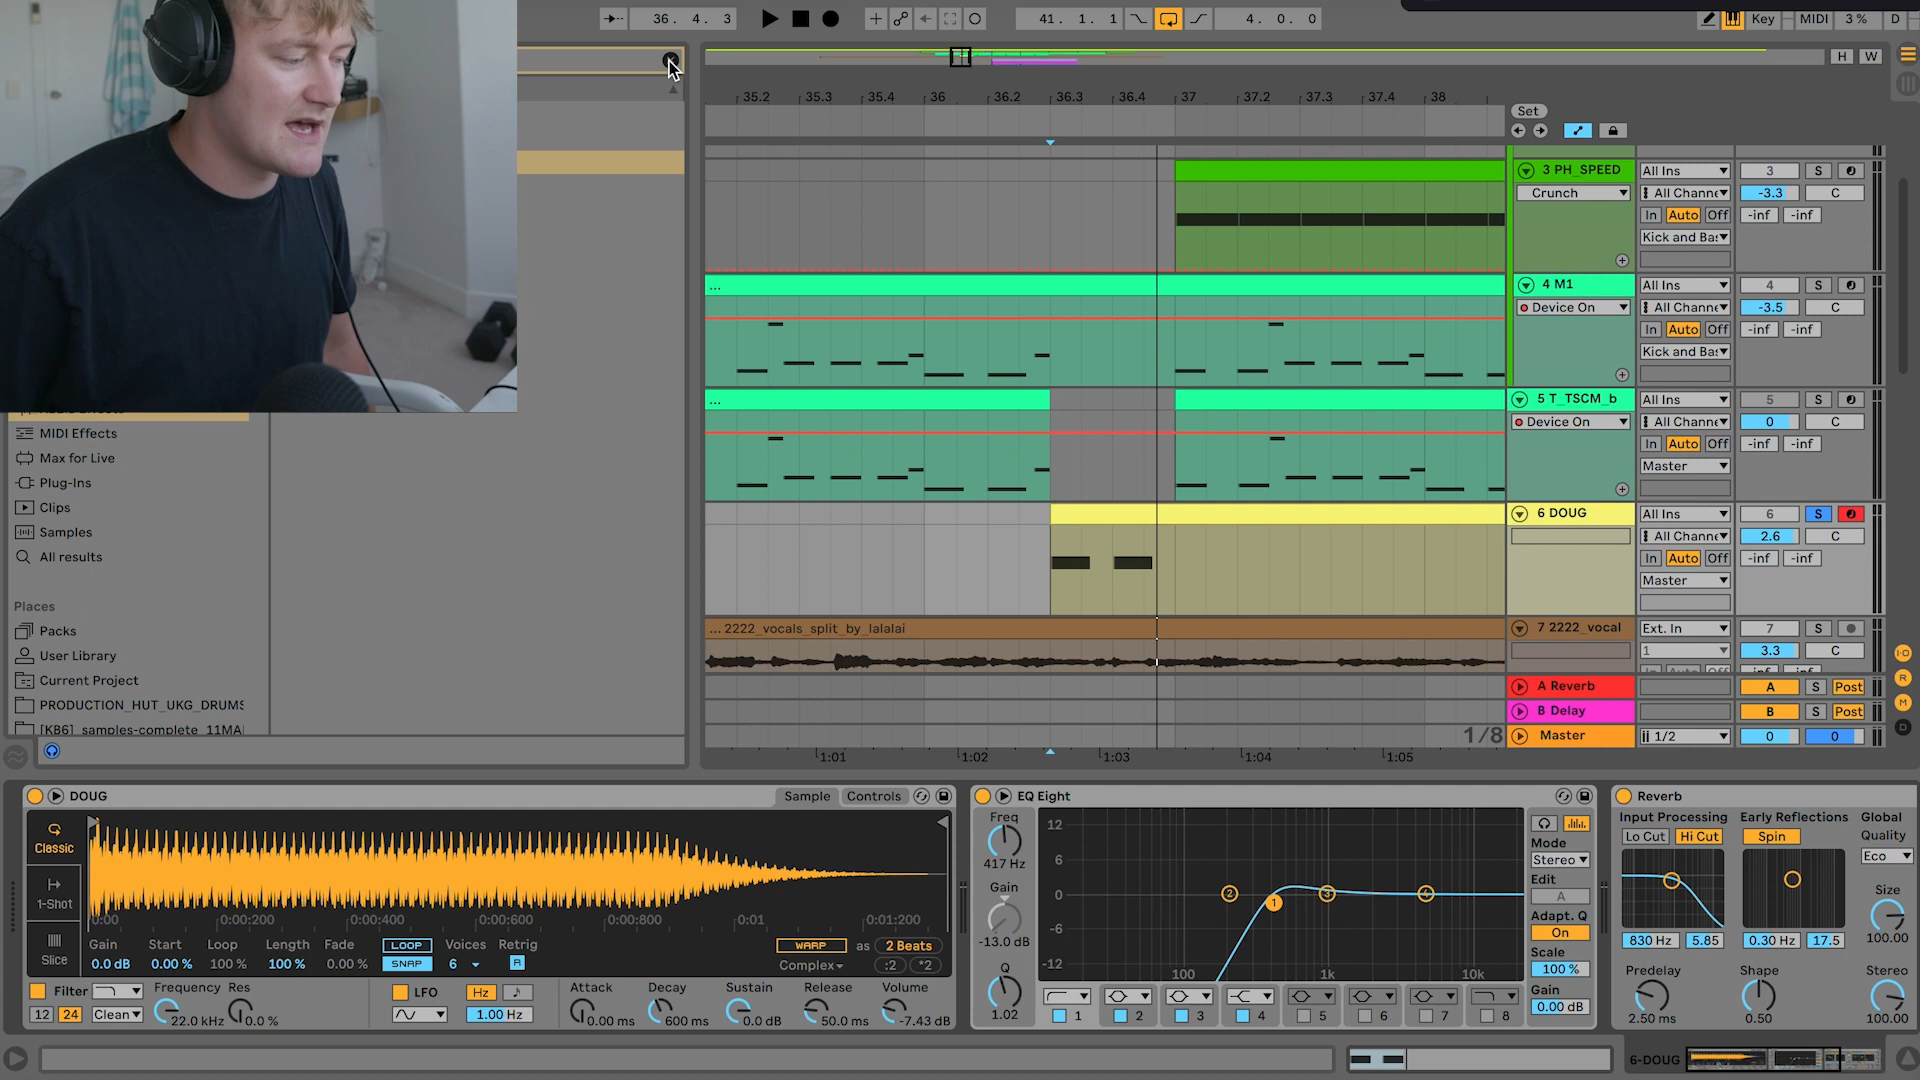 36. 4. 3
41. 1. 1
4. 0. 0
Key
MIDI
3 %
D
H
W
35.2
35.3
35.4
36
36.2
36.3
36.4
37
37.2
37.3
37.4
38
Set
3 PH_SPEED
All Ins
3
S
Crunch
All Channe
-3.3
C
In
Auto
Off
-inf
-inf
Kick and Bas
...
4 M1
All Ins
4
S
Device On
All Channe
-3.5
C
In
Auto
Off
-inf
-inf
Kick and Bas
...
5 T_TSCM_b
All Ins
5
S
Device On
All Channe
0
C
In
Auto
Off
-inf
-inf
Master
6 DOUG
All Ins
6
S
All Channe
2.6
C
In
Auto
Off
-inf
-inf
Master
... 2222_vocals_split_by_lalalai
7 2222_vocal
Ext. In
7
S
1
3.3
C
A Reverb
A
S
Post
B Delay
B
S
Post
1/8
Master
1/2
0
0
1:01
1:02
1:03
1:04
1:05
MIDI Effects
Max for Live
Plug-Ins
Clips
Samples
All results
Places
Packs
User Library
Current Project
PRODUCTION_HUT_UKG_DRUMS
[KB6]_samples-complete_11MA
I·O
R
M
D
DOUG
Sample
Controls
Classic
1-Shot
Slice
0:00
0:00:200
0:00:400
0:00:600
0:00:800
0:01
0:01:200
Gain
Start
Loop
Length
Fade
LOOP
Voices
Retrig
WARP
as
2 Beats
0.0 dB
0.00 %
100 %
100 %
0.00 %
SNAP
6
R
Complex
:2
*2
Filter
Frequency
Res
LFO
Hz
Attack
Decay
Sustain
Release
Volume
12
24
Clean
22.0 kHz
0.0 %
1.00 Hz
0.00 ms
600 ms
0.0 dB
50.0 ms
-7.43 dB
EQ Eight
Freq
417 Hz
Gain
-13.0 dB
Q
1.02
12
6
0
-6
-12
100
1k
10k
2
1
3
4
Mode
Stereo
Edit
A
Adapt. Q
On
Scale
100 %
Gain
0.00 dB
1
2
3
4
5
6
7
8
Reverb
Input Processing
Early Reflections
Global
Lo Cut
Hi Cut
Spin
Quality
Eco
Size
100.00
830 Hz
5.85
0.30 Hz
17.5
Predelay
2.50 ms
Shape
0.50
Stereo
100.00
6-DOUG